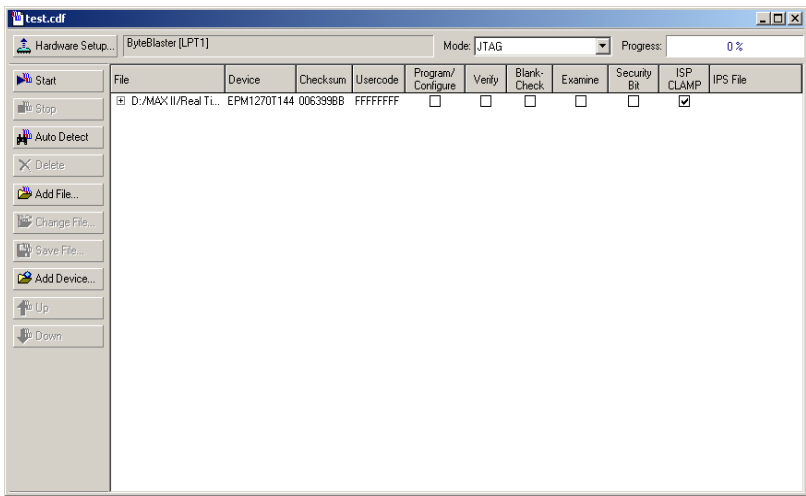 test.cdf
Hardware Setup... ByteBlaster [LPT1] Mode: JTAG Progress: 0 %
Start
Stop
Auto Detect
Delete
Add File...
Change File...
Save File...
Add Device...
Up
Down
File Device Checksum Usercode Program/ Configure Verify Blank- Check Examine Security Bit ISP CLAMP IPS File
D:/MAX II/Real Ti... EPM1270T144 006399BB FFFFFFFF